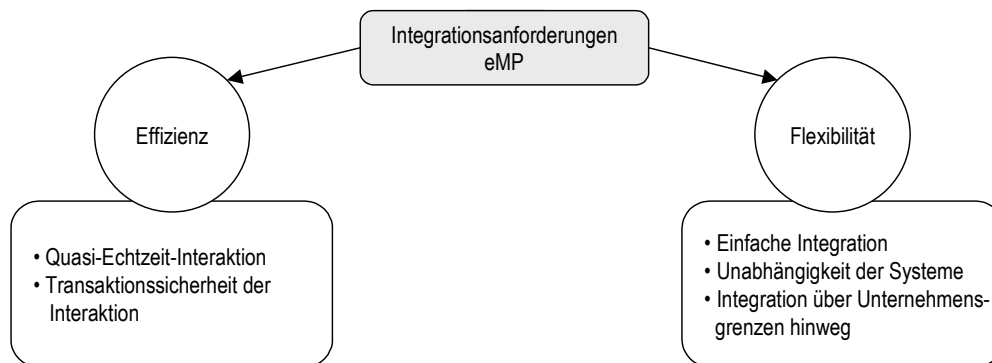 Integrationsanforderungen
eMP
Effizienz
Flexibilität
• Quasi-Echtzeit-Interaktion
• Transaktionssicherheit der
Interaktion
• Einfache Integration
• Unabhängigkeit der Systeme
• Integration über Unternehmens-
grenzen hinweg